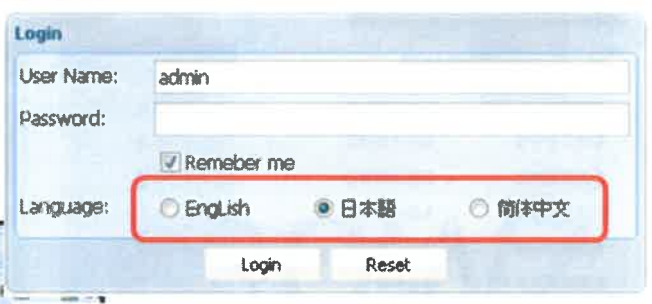 Login
User Name: admin
Password:
Remeber me
Language: EngLish 日本語 简体中文
Login Reset